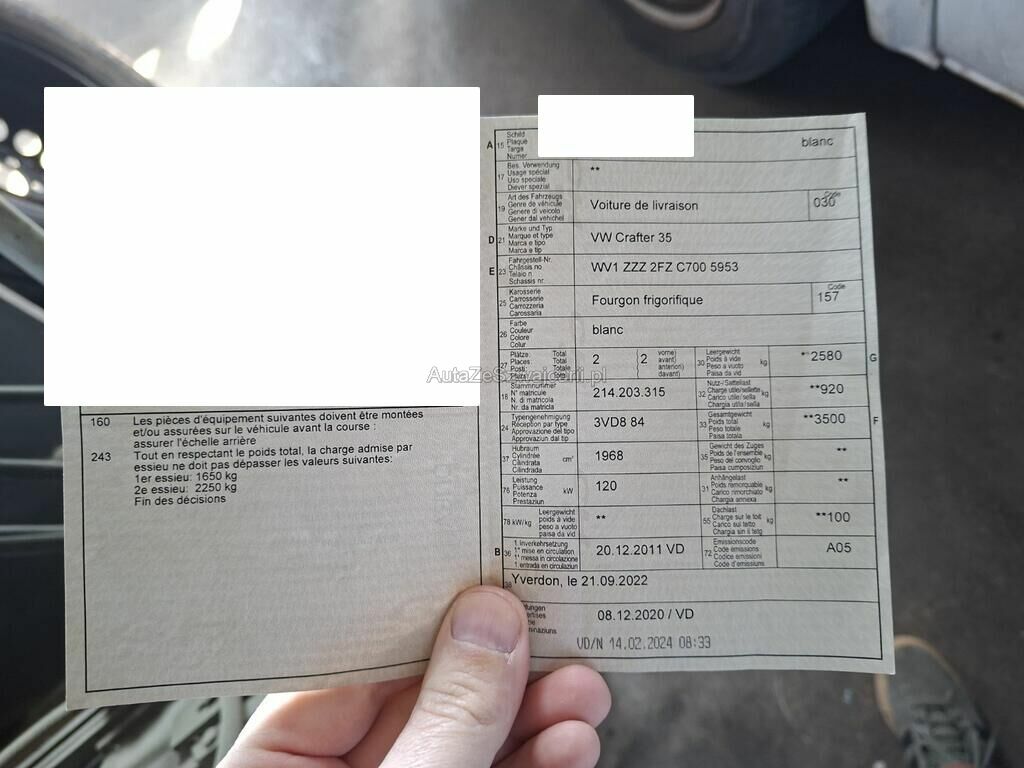 160 Les pièces d'équipement suivantes doivent être montées
et/ou assurées sur le véhicule avant la course :
assurer l'échelle arrière
243 Tout en respectant le poids total, la charge admise par
essieu ne doit pas dépasser les valeurs suivantes:
1er essieu: 1650 kg
2e essieu: 2250 kg
Fin des décisions
A 15 Schild
Plaque
Targa
Numer
blanc
17 Bes. Verwendung
Usage spécial
Uso speciale
Diever spezial
**
19 Art des Fahrzeugs
Genre de véhicule
Genere di veicolo
Gener dal vehichel
Voiture de livraison
Code
030
D 21 Marke und Typ
Marque et type
Marca e tipo
Marca e tip
VW Crafter 35
E 23 Fahrgestell-Nr.
Châssis no
Telaio n.
Schassis nr.
WV1 ZZZ 2FZ C700 5953
25 Karosserie
Carrosserie
Carrozzeria
Carossaria
Fourgon frigorifique
Code
157
26 Farbe
Couleur
Colore
Colur
blanc
27 Plätze: Total
Places: Total
Posti: Totale
Total
2
2
vorne)
avant)
anteriori)
davant)
30 Leergewicht
Poids à vide
Peso a vuoto
Paisa da vid
kg
**2580
G
AutaZeSzwajcarii.pl
18 Stammnummer
N° matricule
N. di matricola
Nr. da matricla
214.203.315
32 Nutz-/Sattellast
Charge utile/sellette
Carico utile/sella
Chargia utila/sella
kg
**920
24 Typengenehmigung
Réception par type
Approvazione del tipo
Approvaziun dal tip
3VD8 84
33 Gesamtgewicht
Poids total
Peso totale
Paisa totala
kg
**3500
F
37 Hubraum
Cylindrée
Cilindrata
Cilindrada
cm³
1968
35 Gewicht des Zuges
Poids de l'ensemble
Peso del convoglio
Paisa cumposiziun
kg
**
76 Leistung
Puissance
Potenza
Prestaziun
kW
120
31 Anhängelast
Poids remorquable
Carico rimorchiato
Chargia annexa
kg
**
78 kW/kg
Leergewicht
poids à vide
peso a vuoto
paisa da vid
**
55 Dachlast
Charge sur le toit
Carico sul tetto
Chargia sin il tetg
kg
**100
B 36 1. Inverkehrsetzung
1re mise en circulation
1a messa in circolazione
1. entrada en circulaziun
20.12.2011 VD
72 Emissionscode
Code émissions
Codice emissioni
Code d'emissiuns
A05
38 Yverdon, le 21.09.2022
08.12.2020 / VD
VD/N 14.02.2024 08:33